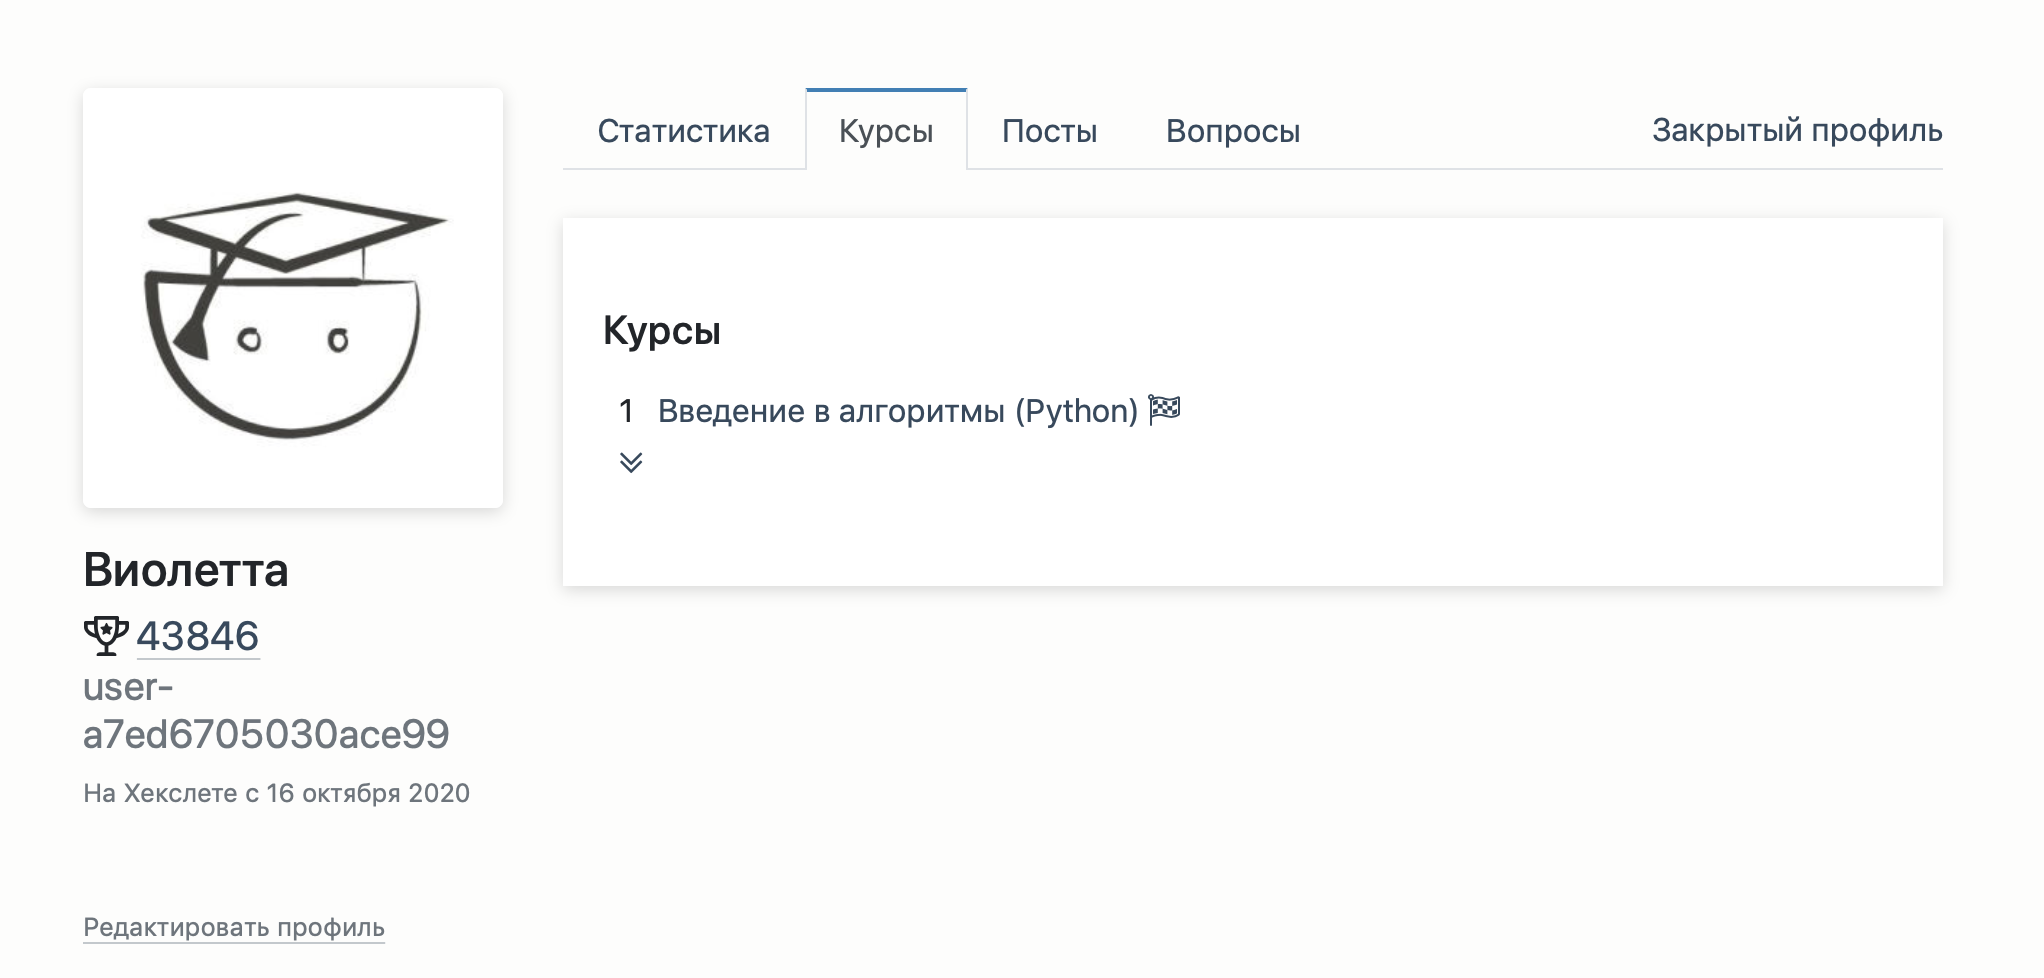 Статистика
Курсы
Посты
Вопросы
Закрытый профиль
Курсы
1 Введение в алгоритмы (Python)
Виолетта
43846
user-
a7ed6705030ace99
На Хекслете с 16 октября 2020
Редактировать профиль